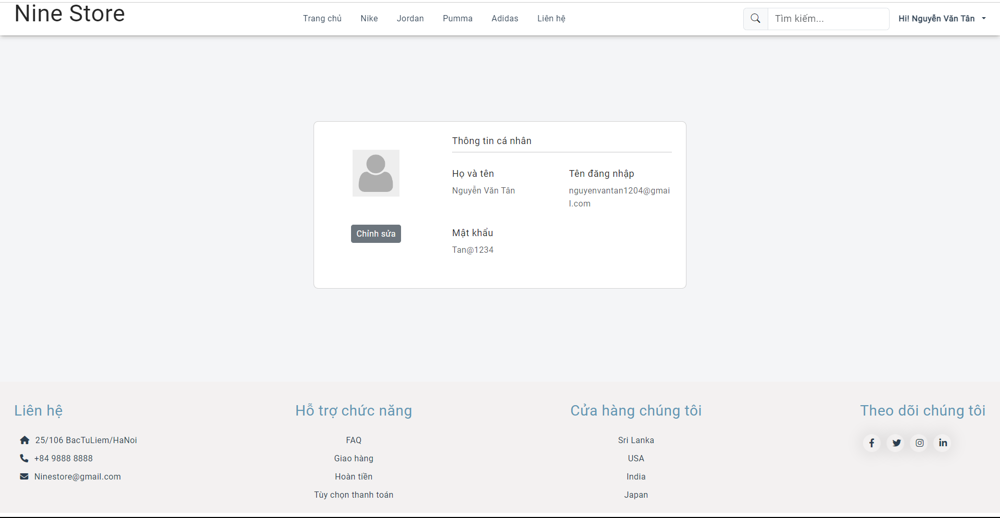 Nine Store
Trang chủ
Nike
Jordan
Pumma
Adidas
Liên hệ
Tìm kiếm...
Hi! Nguyễn Văn Tân
Thông tin cá nhân
Họ và tên
Nguyễn Văn Tân
Tên đăng nhập
nguyenvantan1204@gmai
l.com
Chỉnh sửa
Mật khẩu
Tan@1234
Liên hệ
25/106 BacTuLiem/HaNoi
+84 9888 8888
Ninestore@gmail.com
Hỗ trợ chức năng
FAQ
Giao hàng
Hoàn tiền
Tùy chọn thanh toán
Cửa hàng chúng tôi
Sri Lanka
USA
India
Japan
Theo dõi chúng tôi